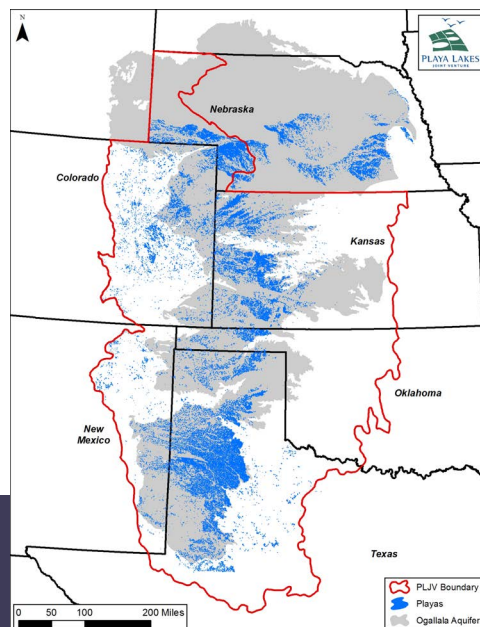 N
PLAYA LAKES
JOINT VENTURE
Nebraska
Colorado
Kansas
Oklahoma
New
Mexico
Texas
PLJV Boundary
Playas
Ogallala Aquifer
0 50 100 200 Miles